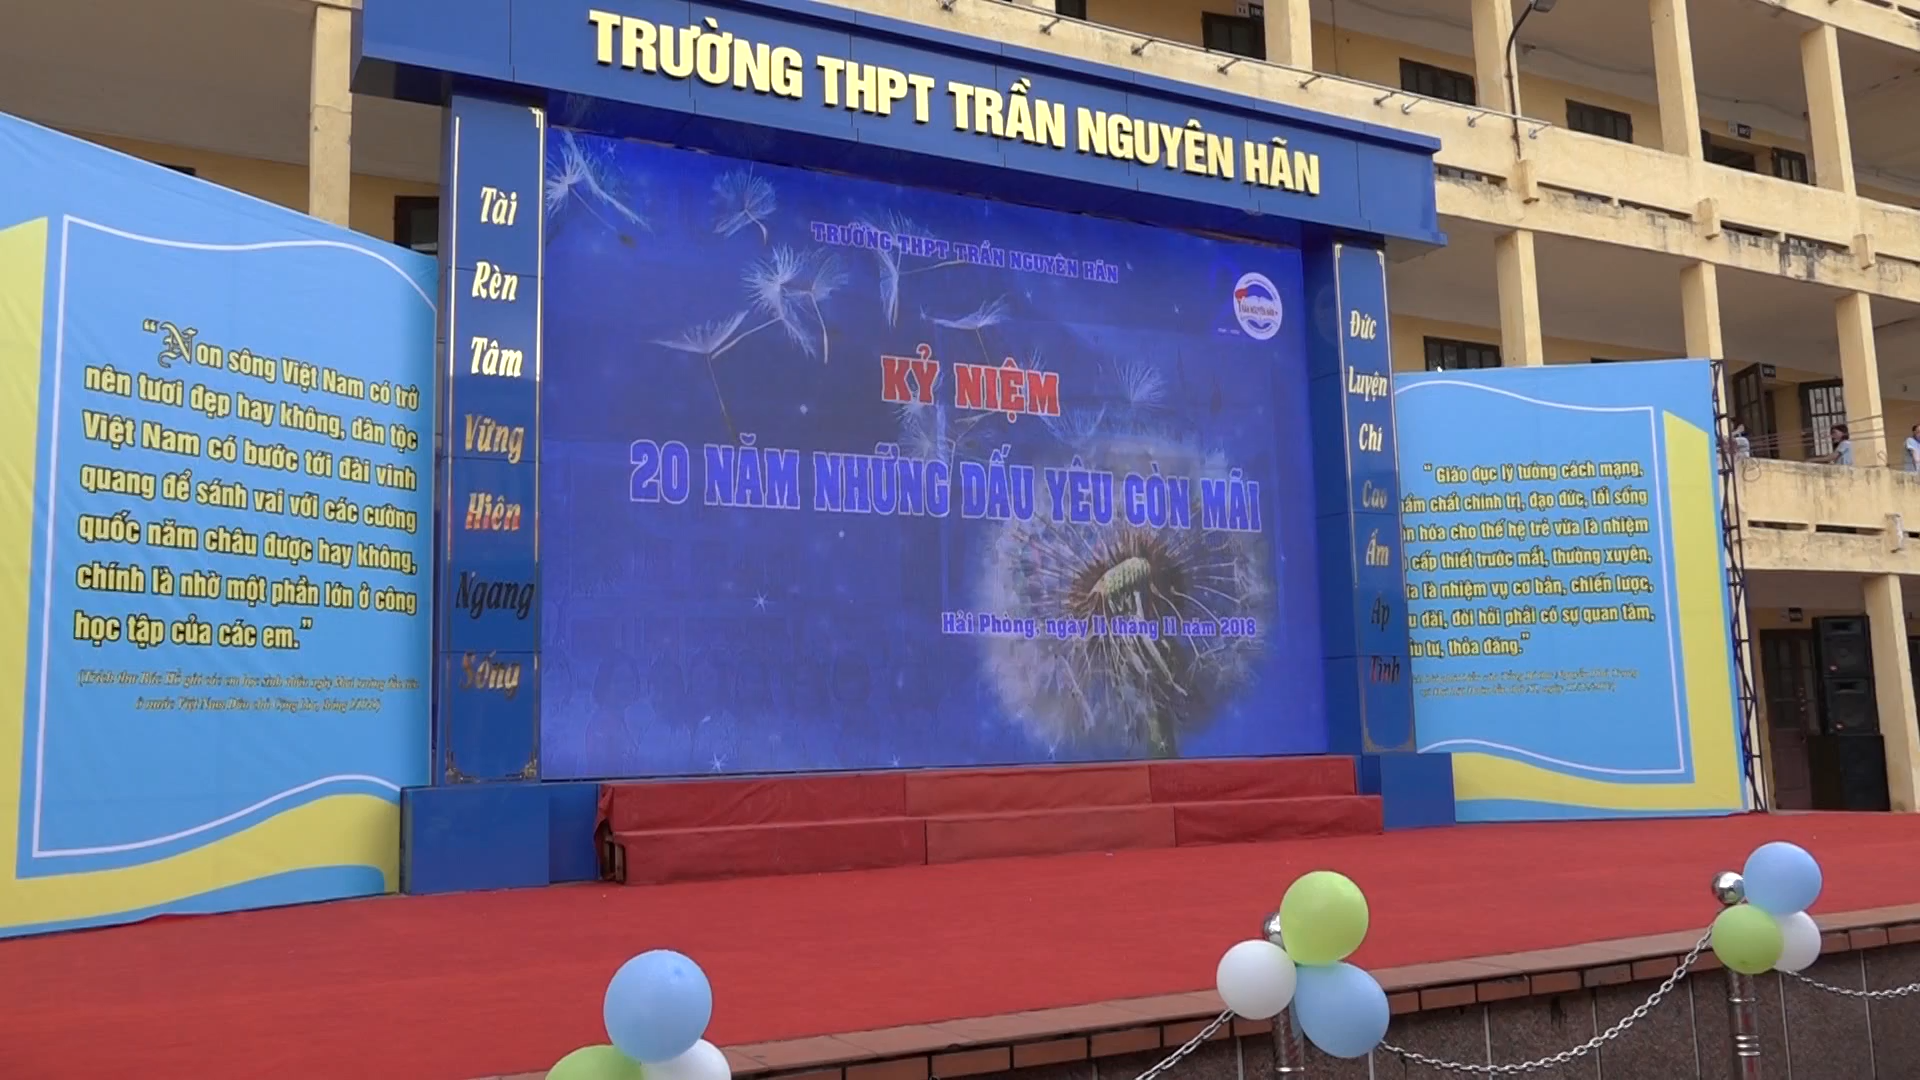 TRƯỜNG THPT TRẦN NGUYÊN HÃN
Tài
Rèn
Tâm
Vững
Hiên
Ngang
Sống
TRƯỜNG THPT TRẦN NGUYÊN HÃN
KỶ NIỆM
20 NĂM NHỮNG DẤU YÊU CÒN MÃI
Hải Phòng, ngày 11 tháng 11 năm 2018
Đức
Luyện
Chí
Cao
Ấm
Áp
Tình
“Non sông Việt Nam có trở
nên tươi đẹp hay không, dân tộc
Việt Nam có bước tới đài vinh
quang để sánh vai với các cường
quốc năm châu được hay không,
chính là nhờ một phần lớn ở công
học tập của các em.”
“ Giáo dục lý tưởng cách mạng,
chất chính trị, đạo đức, lối sống
hóa cho thế hệ trẻ vừa là nhiệm
cấp thiết trước mắt, thường xuyên,
là nhiệm vụ cơ bản, chiến lược,
dài, đòi hỏi phải có sự quan tâm,
tư, thỏa đáng.”